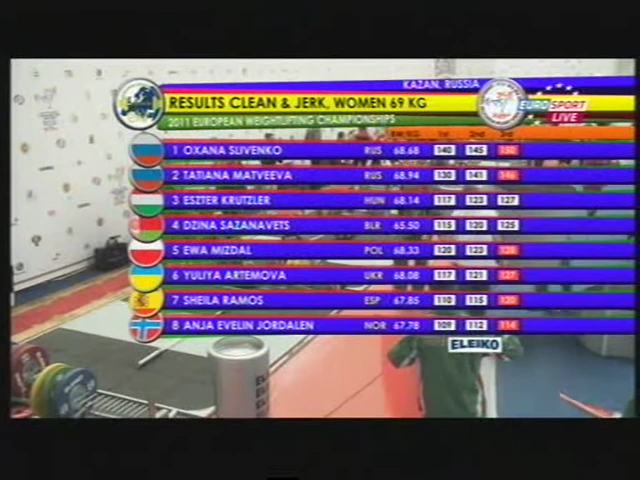 KAZAN, RUSSIA
RESULTS CLEAN & JERK, WOMEN 69 KG
EUROSPORT
LIVE
2011 EUROPEAN WEIGHTLIFTING CHAMPIONSHIPS
1st 2nd 3rd
1 OXANA SLIVENKO RUS 68.68 140 145 150
2 TATIANA MATVEEVA RUS 68.94 130 141 146
3 ESZTER KRUTZLER HUN 68.14 117 123 127
4 DZINA SAZANAVETS BLR 65.50 115 120 125
5 EWA MIZDAL POL 68.33 120 123 128
6 YULIYA ARTEMOVA UKR 68.08 117 121 127
7 SHEILA RAMOS ESP 67.85 110 115 120
8 ANJA EVELIN JORDALEN NOR 67.78 109 112 114
ELEIKO